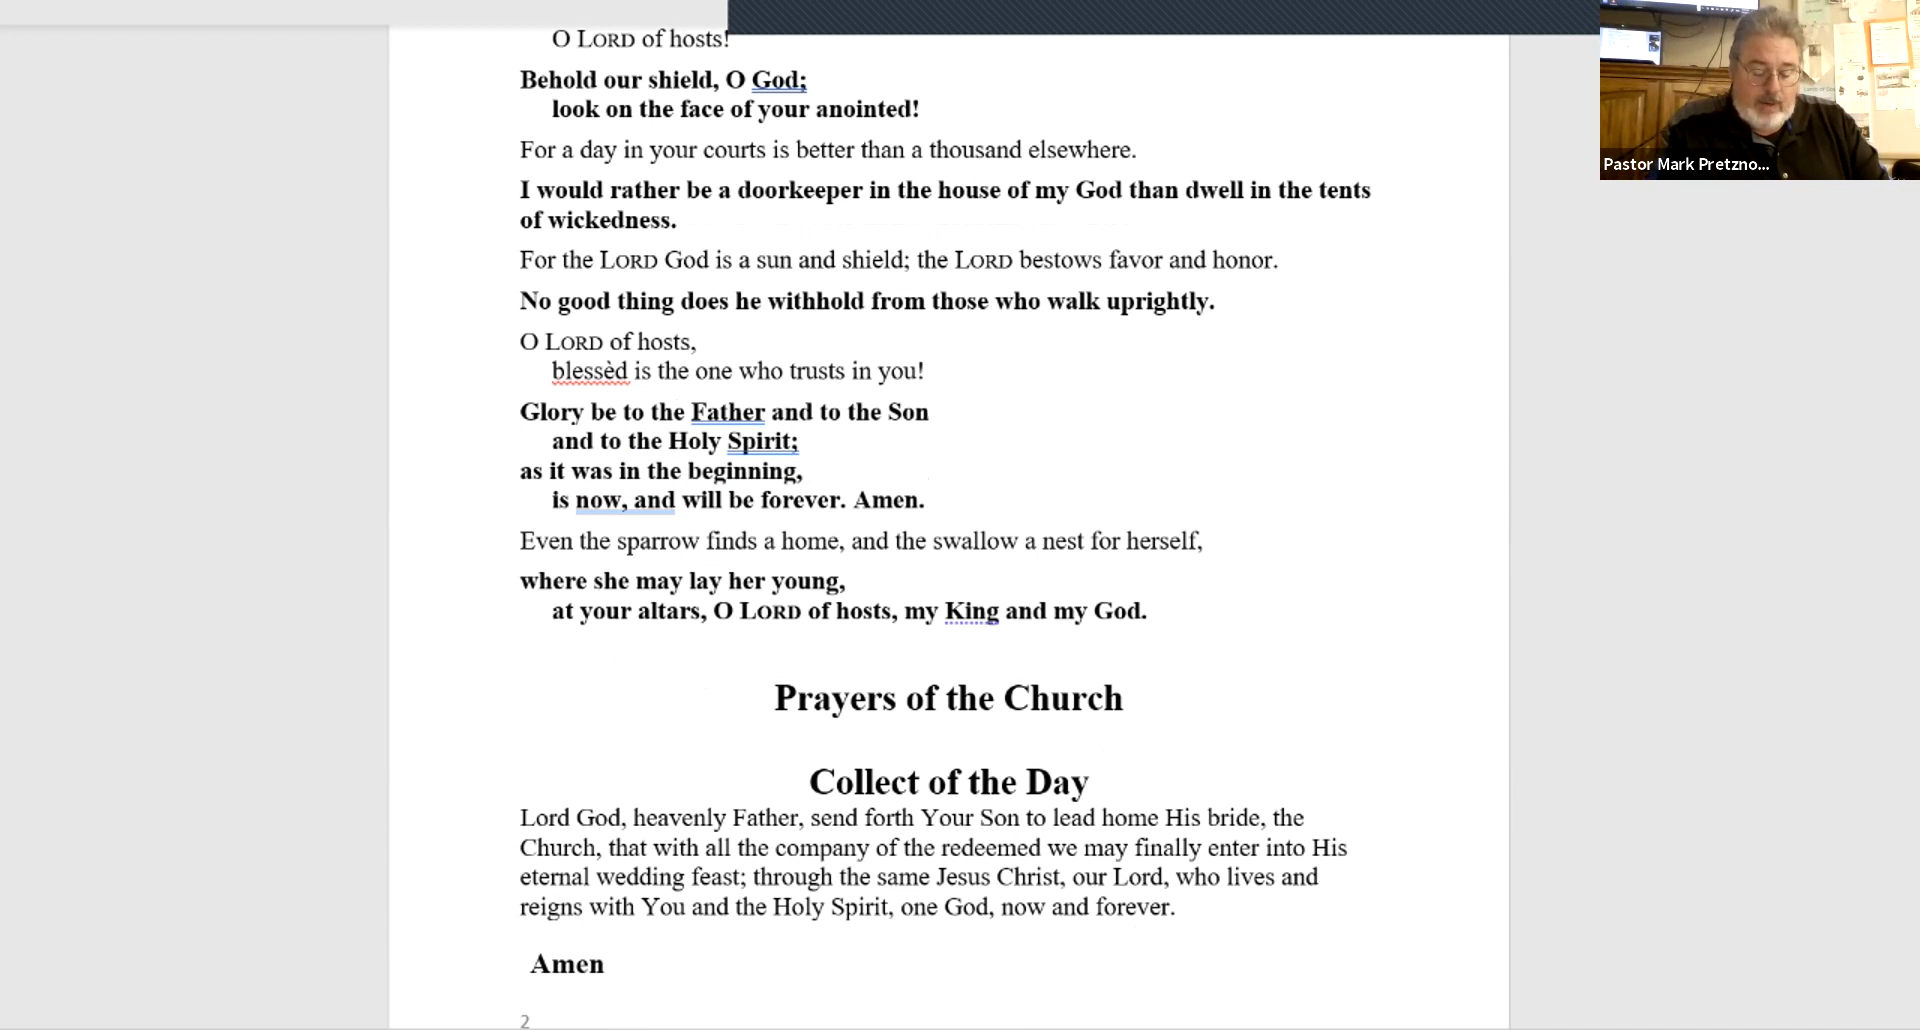 O LORD of hosts!
Behold our shield, O God;
look on the face of your anointed!
For a day in your courts is better than a thousand elsewhere.
I would rather be a doorkeeper in the house of my God than dwell in the tents
of wickedness.
For the LORD God is a sun and shield; the LORD bestows favor and honor.
No good thing does he withhold from those who walk uprightly.
O LORD of hosts,
blessèd is the one who trusts in you!
Glory be to the Father and to the Son
and to the Holy Spirit;
as it was in the beginning,
is now, and will be forever. Amen.
Even the sparrow finds a home, and the swallow a nest for herself,
where she may lay her young,
at your altars, O LORD of hosts, my King and my God.
Prayers of the Church
Collect of the Day
Lord God, heavenly Father, send forth Your Son to lead home His bride, the
Church, that with all the company of the redeemed we may finally enter into His
eternal wedding feast; through the same Jesus Christ, our Lord, who lives and
reigns with You and the Holy Spirit, one God, now and forever.
Amen
2
Pastor Mark Pretzno...